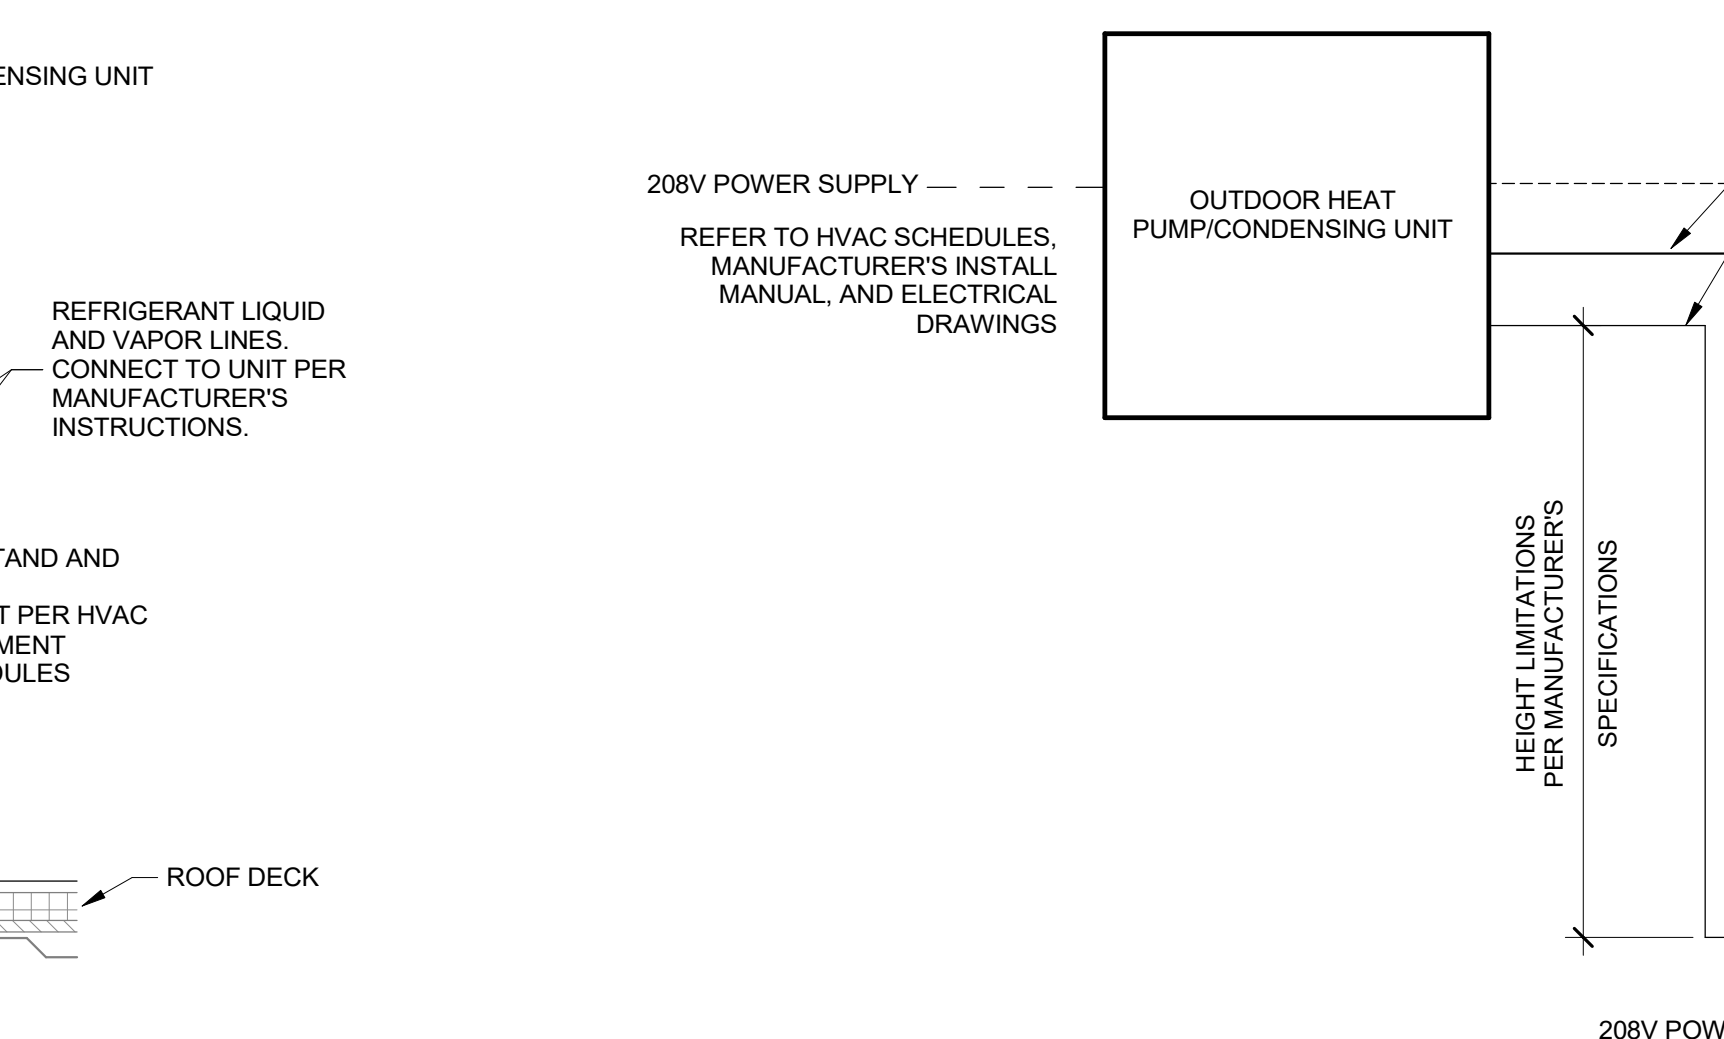 ENSING UNIT
REFRIGERANT LIQUID
AND VAPOR LINES.
CONNECT TO UNIT PER
MANUFACTURER'S
INSTRUCTIONS.
TAND AND
T PER HVAC
MENT
DULES
ROOF DECK
208V POWER SUPPLY
REFER TO HVAC SCHEDULES,
MANUFACTURER'S INSTALL
MANUAL, AND ELECTRICAL
DRAWINGS
OUTDOOR HEAT
PUMP/CONDENSING UNIT
HEIGHT LIMITATIONS
PER MANUFACTURER'S
SPECIFICATIONS
208V POW